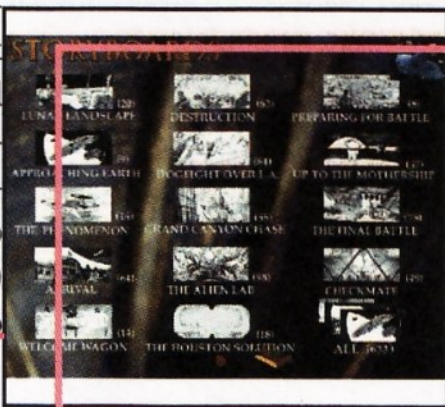 STORYBOARDS
LUNAR LANDSCAPE
DESTRUCTION
PREPARING FOR BATTLE
APPROACHING EARTH
DOGFIGHT OVER L.A.
UP TO THE MOTHERSHIP
THE PHENOMENON
GRAND CANYON CHASE
THE FINAL BATTLE
ARRIVAL
THE ALIEN LAB
CHECKMATE
WELCOME WAGON
THE HOUSTON SOLUTION
ALL